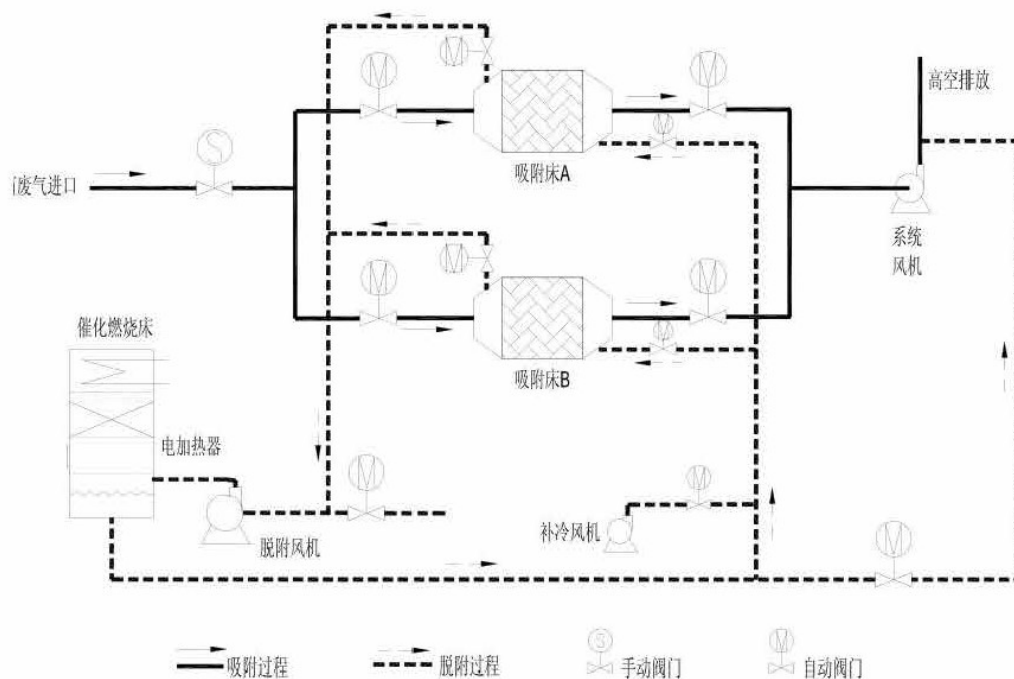 M
M
M
高空排放
S
M
吸附床A
门废气进口
系统
风机
M
M
M
M
催化燃烧床
吸附床B
电加热器
M
M
补冷风机
脱附风机
M
S
M
吸附过程
脱附过程
手动阀门
自动阀门